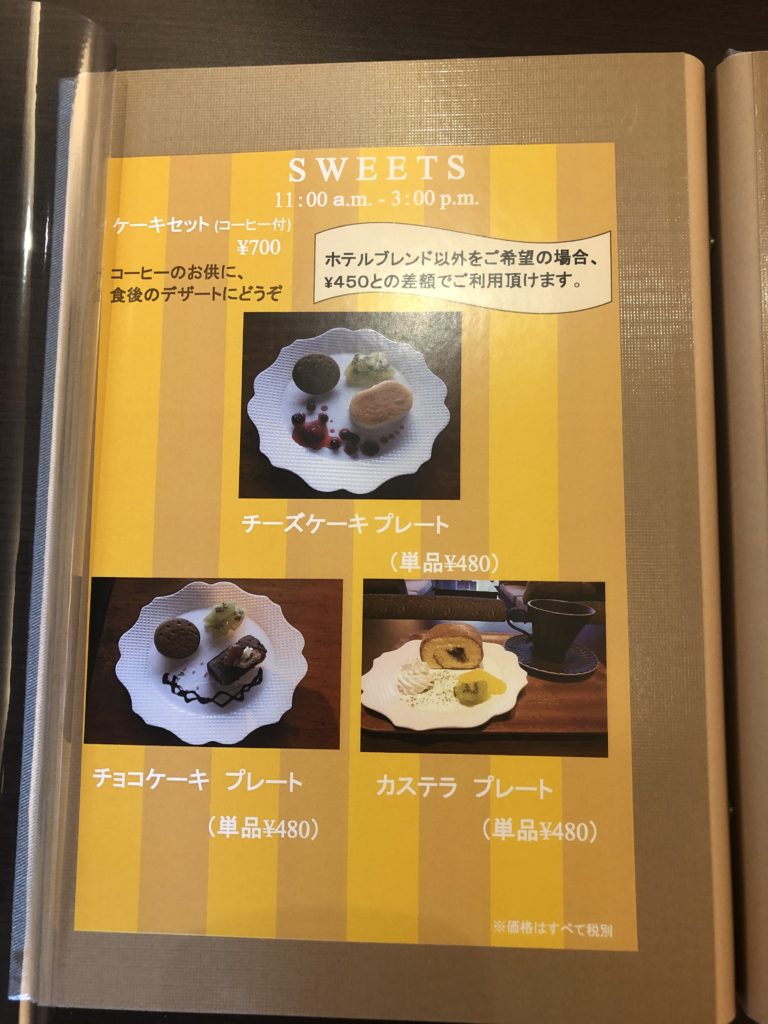 SWEETS
11:00 a.m. - 3:00 p.m.
ケーキセット (コーヒー付)
¥700
ホテルブレンド以外をご希望の場合、
¥450との差額でご利用頂けます。
コーヒーのお供に、
食後のデザートにどうぞ
チーズケーキ プレート
(単品¥480)
チョコケーキ プレート
(単品¥480)
カステラ プレート
(単品¥480)
※価格はすべて税別